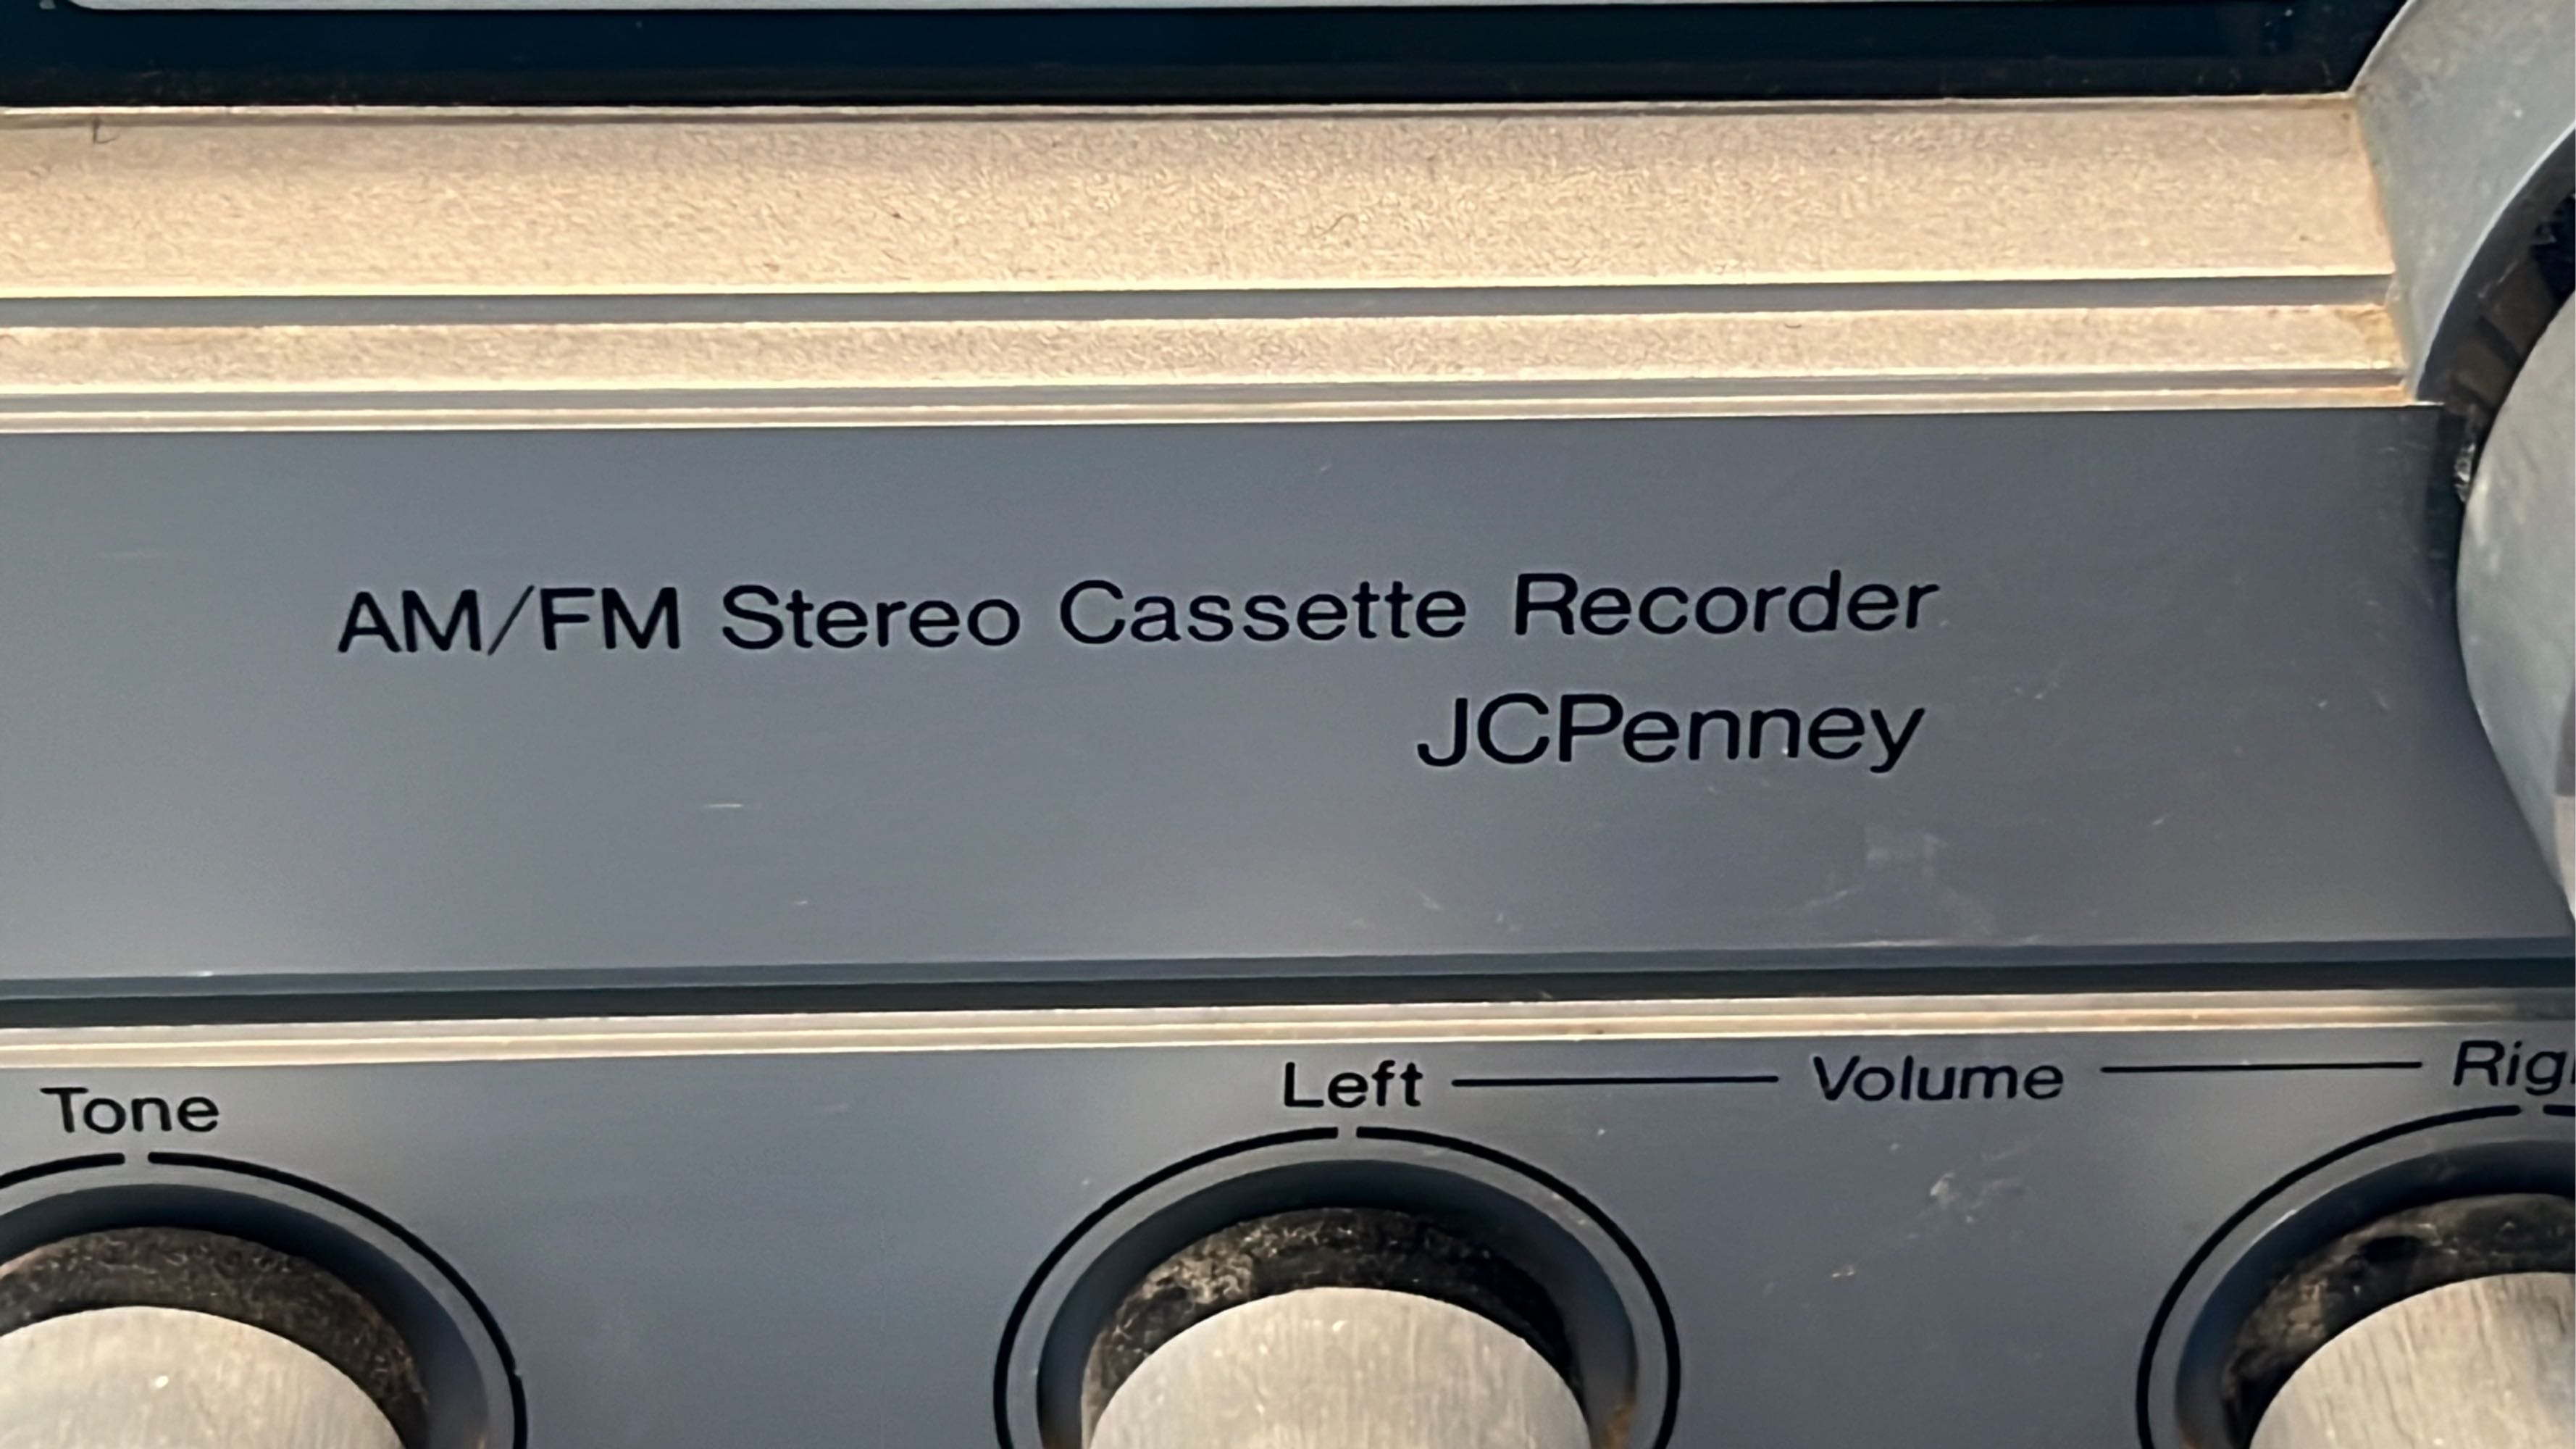 AM/FM Stereo Cassette Recorder
JCPenney
Tone
Left Volume